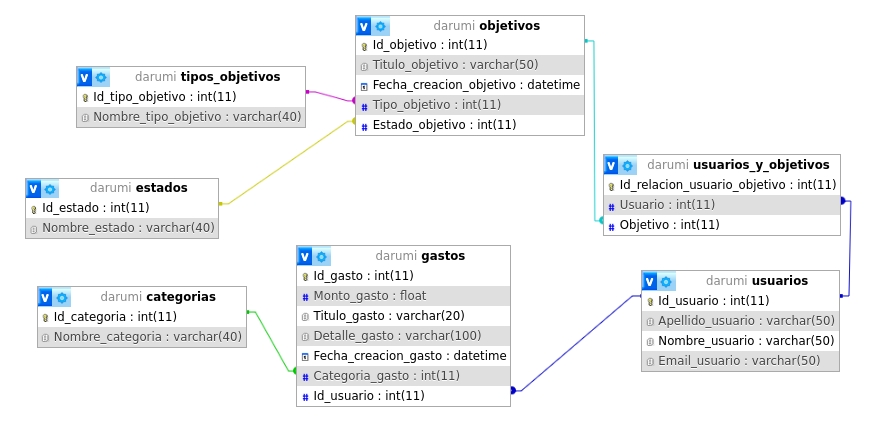 darumi objetivos
Id_objetivo : int(11)
Titulo_objetivo : varchar(50)
Fecha_creacion_objetivo : datetime
Tipo_objetivo : int(11)
Estado_objetivo : int(11)
darumi tipos_objetivos
Id_tipo_objetivo : int(11)
Nombre_tipo_objetivo : varchar(40)
darumi usuarios_y_objetivos
Id_relacion_usuario_objetivo : int(11)
Usuario : int(11)
Objetivo : int(11)
darumi estados
Id_estado : int(11)
Nombre_estado : varchar(40)
darumi gastos
Id_gasto : int(11)
Monto_gasto : float
Titulo_gasto : varchar(20)
Detalle_gasto : varchar(100)
Fecha_creacion_gasto : datetime
Categoria_gasto : int(11)
Id_usuario : int(11)
darumi usuarios
Id_usuario : int(11)
Apellido_usuario : varchar(50)
Nombre_usuario : varchar(50)
Email_usuario : varchar(50)
darumi categorias
Id_categoria : int(11)
Nombre_categoria : varchar(40)